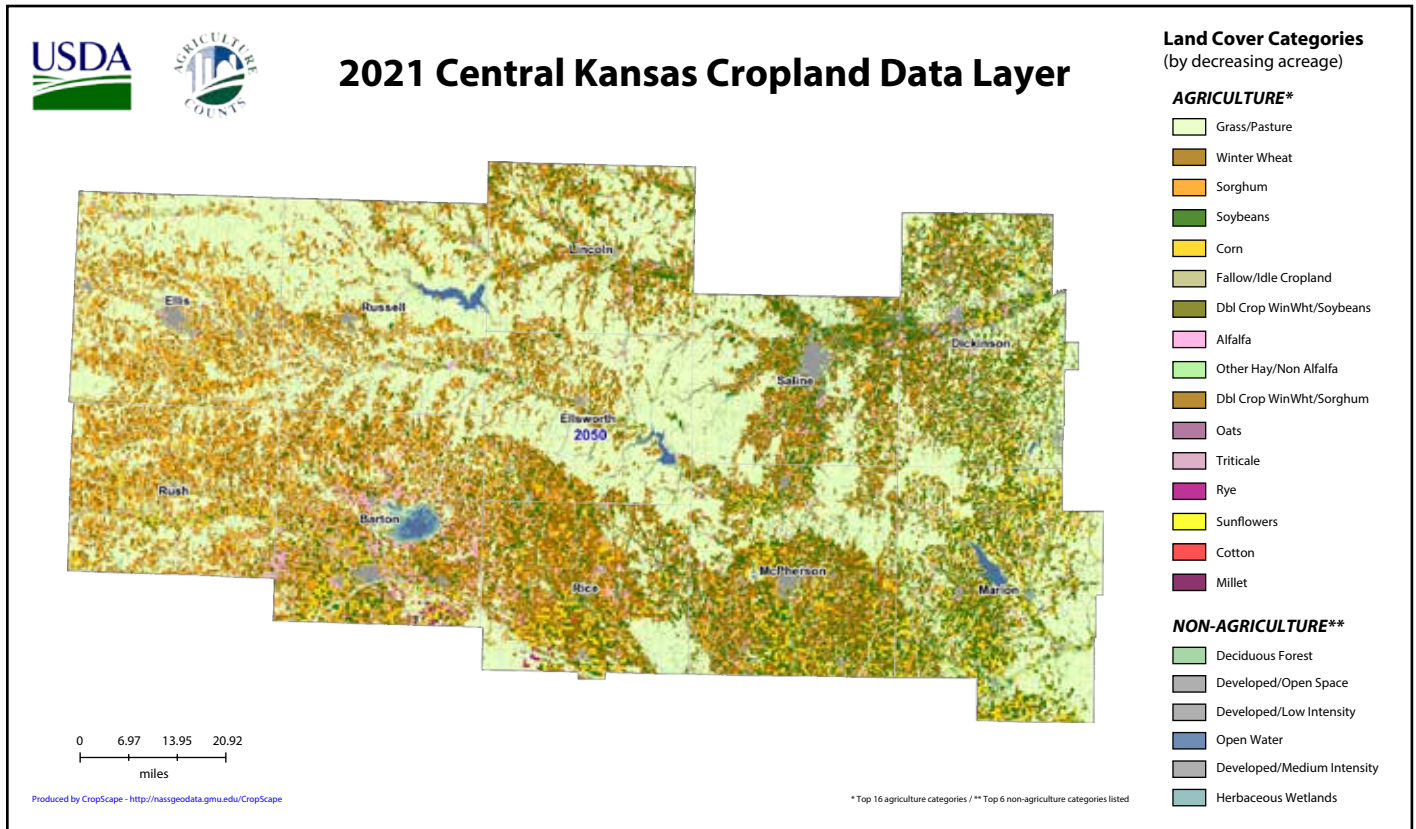 USDA
AGRICULTURE
COUNTS
2021 Central Kansas Cropland Data Layer
Land Cover Categories
(by decreasing acreage)
AGRICULTURE*
Grass/Pasture
Winter Wheat
Sorghum
Soybeans
Corn
Fallow/Idle Cropland
Dbl Crop WinWht/Soybeans
Alfalfa
Other Hay/Non Alfalfa
Dbl Crop WinWht/Sorghum
Oats
Triticale
Rye
Sunflowers
Cotton
Millet
NON-AGRICULTURE**
Deciduous Forest
Developed/Open Space
Developed/Low Intensity
Open Water
Developed/Medium Intensity
Herbaceous Wetlands
Lincoln
Ellis
Russell
Dickinson
Saline
Ellsworth
2050
Rush
Barton
McPherson
Rice
Marion
0 6.97 13.95 20.92
miles
Produced by CropScape - http://nassgeodata.gmu.edu/CropScape
* Top 16 agriculture categories / ** Top 6 non-agriculture categories listed